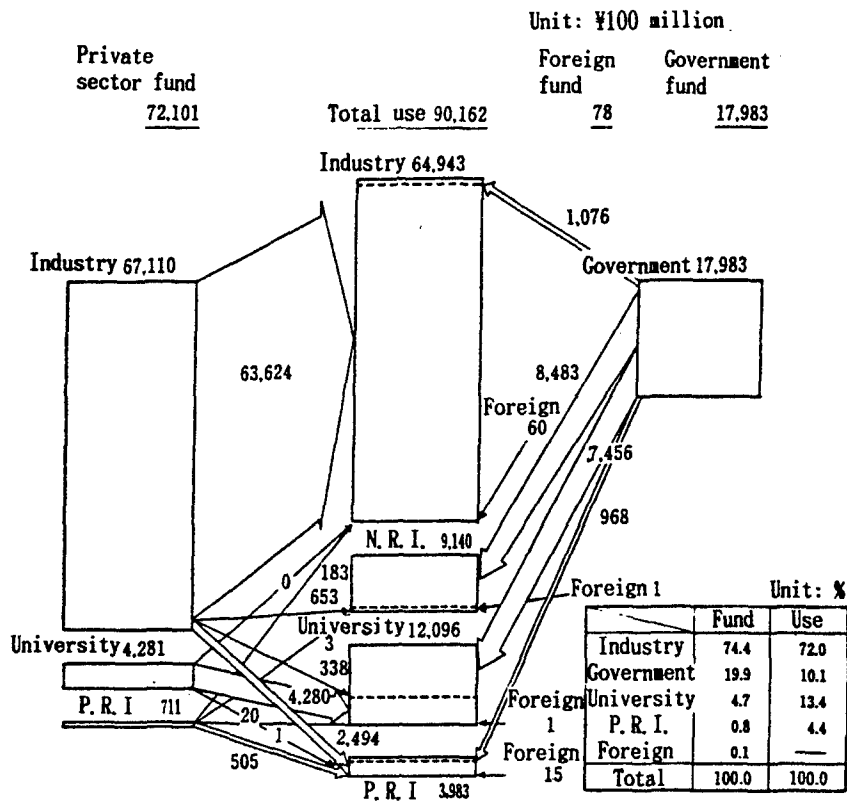 Unit: ¥100 million
Private
sector fund
72,101
Total use 90,162
Foreign
fund
78
Government
fund
17,983
Industry 64,943
1,076
Industry 67,110
Government 17,983
63,624
8,483
Foreign
60
7,456
968
N. R. I. 9,140
0
183
653
Foreign 1
University 12,096
3
338
University 4,281
4,280
P. R. I 711
20
1
2,494
505
Foreign
1
Foreign
15
P. R. I 3,983
Unit: %
Fund Use
Industry 74.4 72.0
Government 19.9 10.1
University 4.7 13.4
P. R. I. 0.8 4.4
Foreign 0.1 —
Total 100.0 100.0